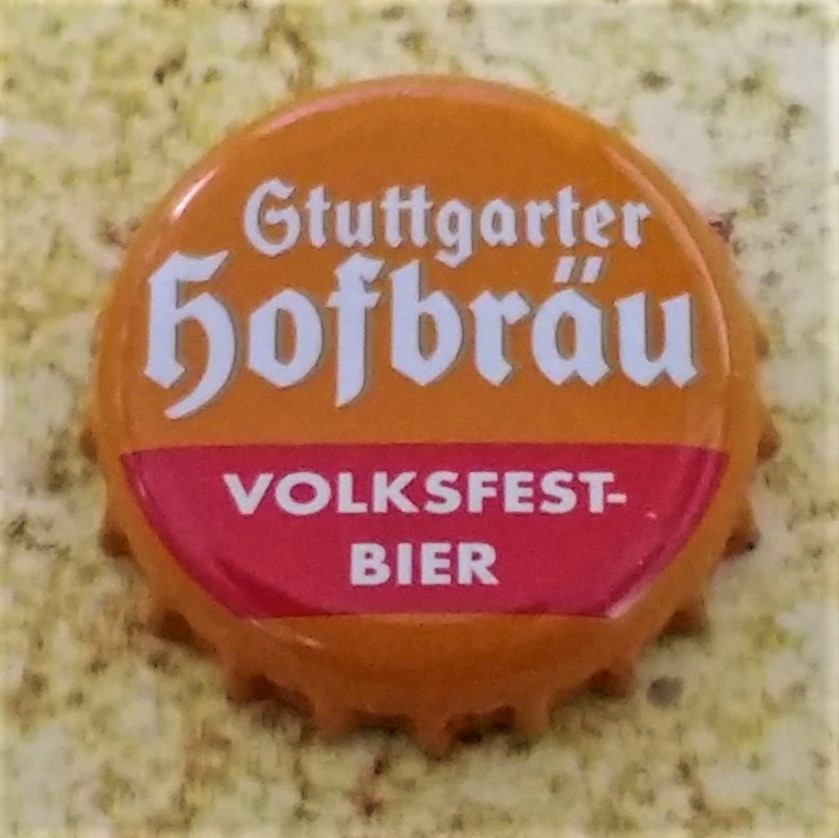 Stuttgarter
Hofbräu
VOLKSFEST-
BIER